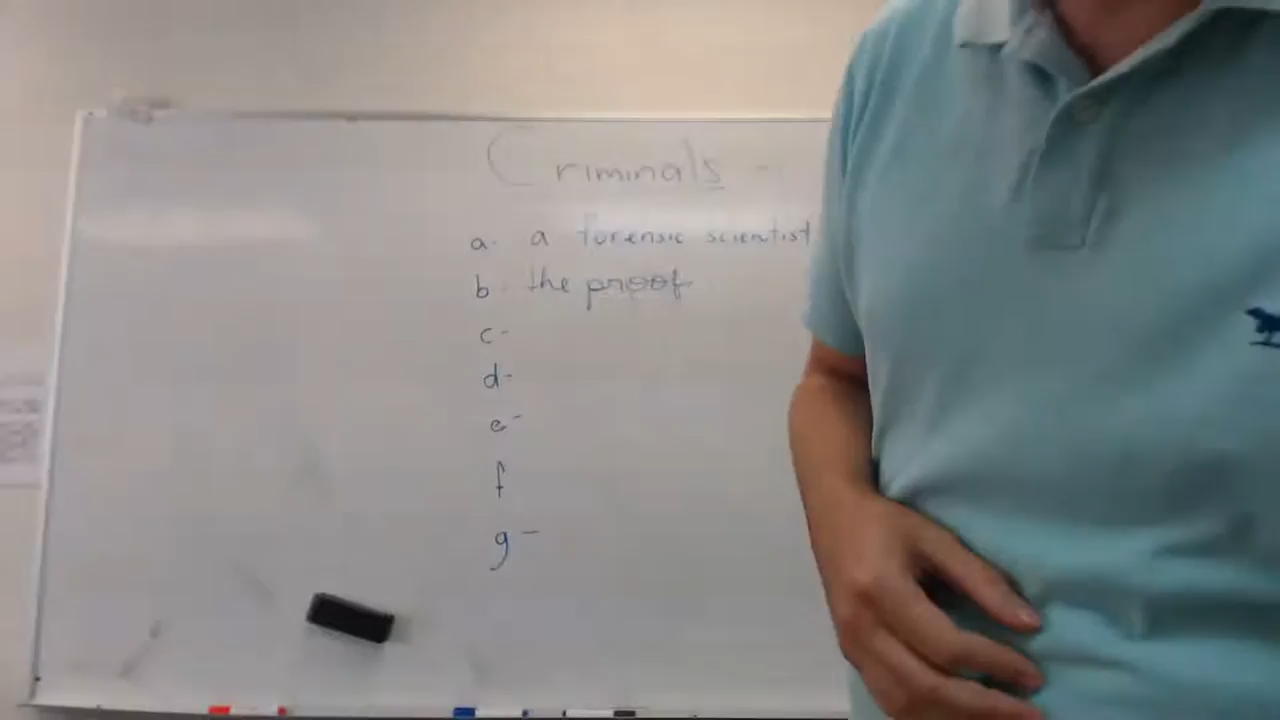 Criminals -
a- a forensic scientist
b- the proof
c-
d-
e-
f
g-